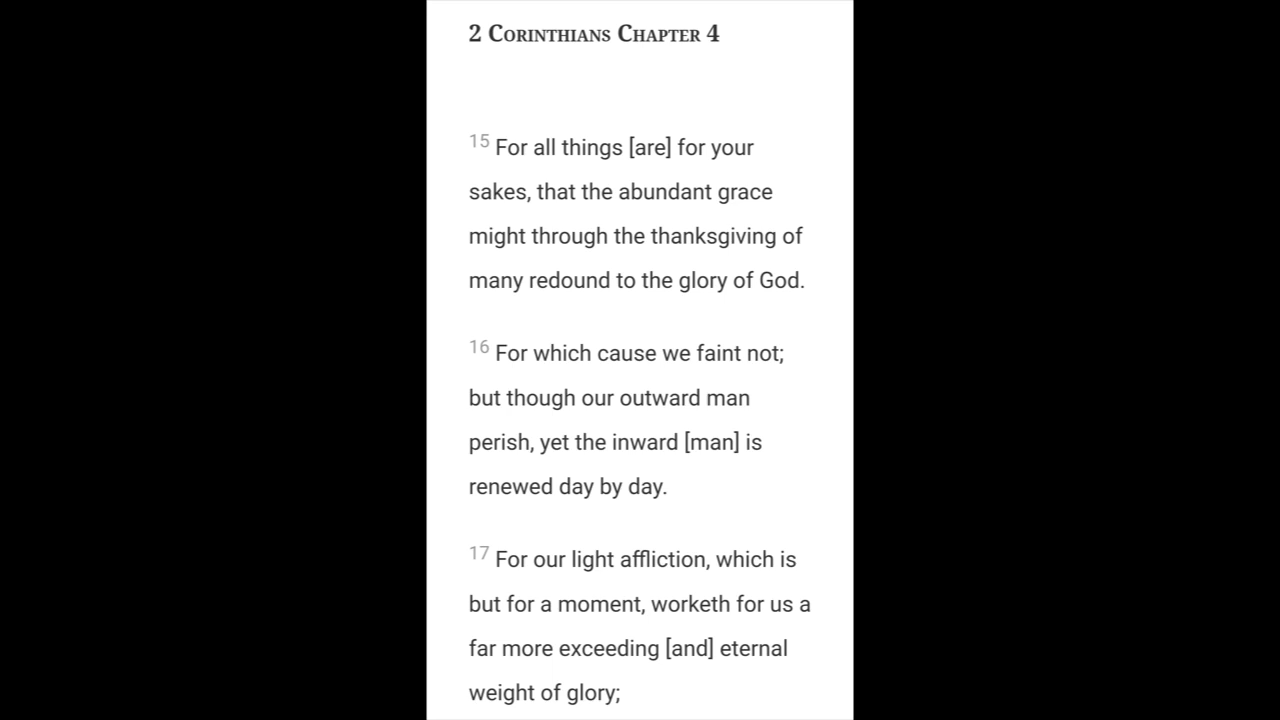 2 Corinthians Chapter 4
15 For all things [are] for your
sakes, that the abundant grace
might through the thanksgiving of
many redound to the glory of God.
16 For which cause we faint not;
but though our outward man
perish, yet the inward [man] is
renewed day by day.
17 For our light affliction, which is
but for a moment, worketh for us a
far more exceeding [and] eternal
weight of glory;